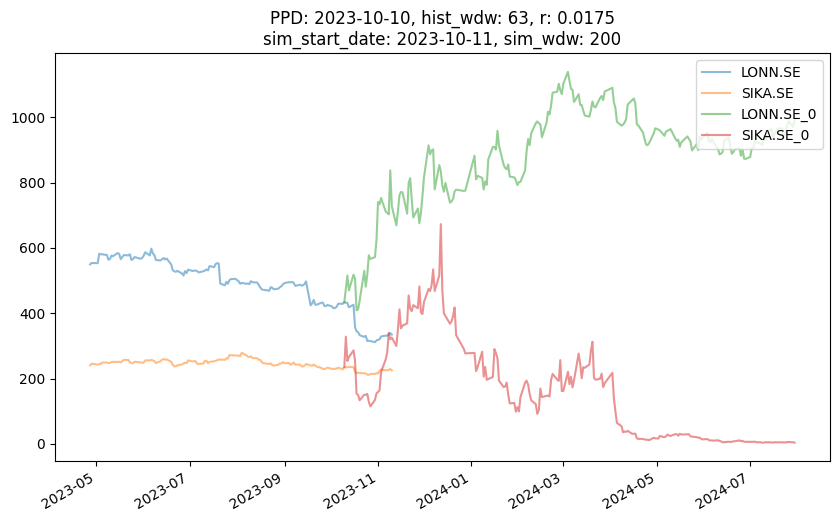 PPD: 2023-10-10, hist_wdw: 63, r: 0.0175
sim_start_date: 2023-10-11, sim_wdw: 200
LONN.SE
SIKA.SE
LONN.SE_0
SIKA.SE_0
1000
800
600
400
200
0
2023-05
2023-07
2023-09
2023-11
2024-01
2024-03
2024-05
2024-07